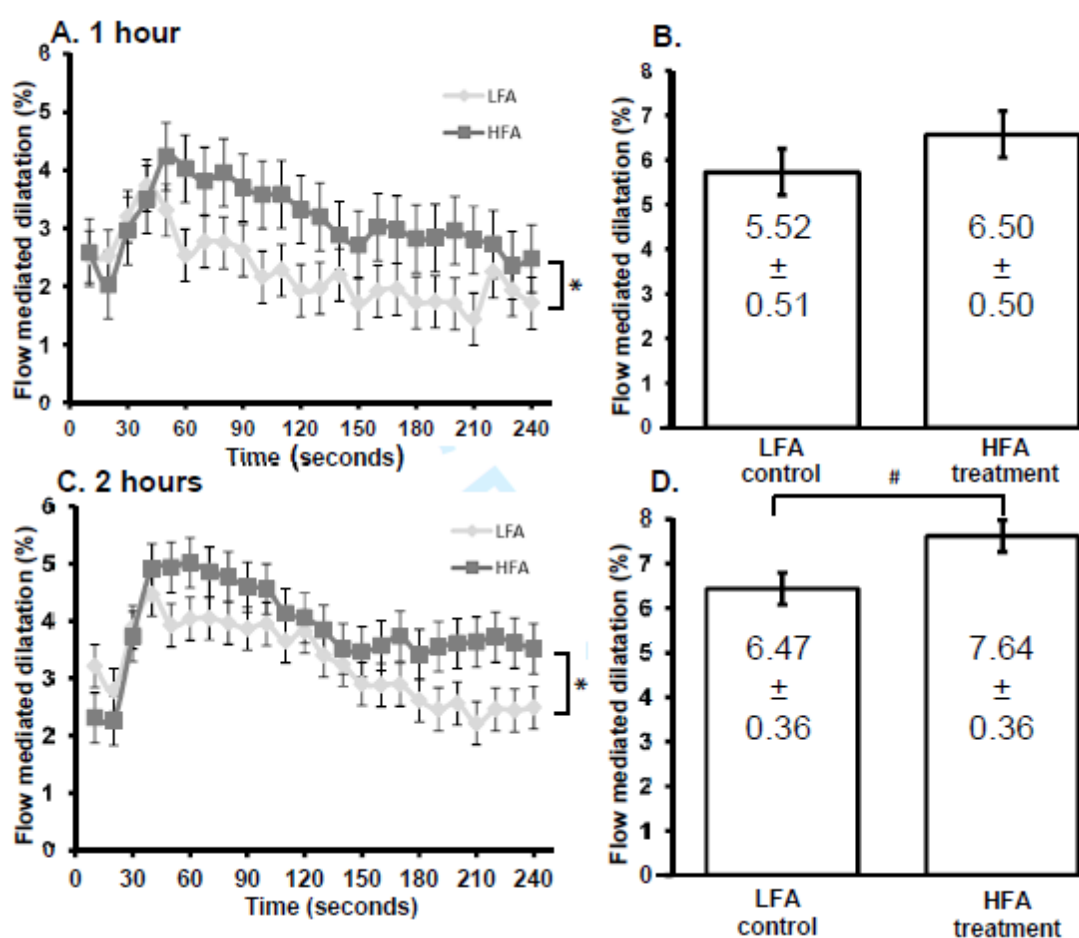 A. 1 hour
Flow mediated dilatation (%)
6
5
4
3
2
1
0
LFA
HFA
*
0 30 60 90 120 150 180 210 240
Time (seconds)
B.
Flow mediated dilatation (%)
8
7
6
5
4
3
2
1
0
5.52
±
0.51
6.50
±
0.50
LFA
control
HFA
treatment
C. 2 hours
Flow mediated dilatation (%)
6
5
4
3
2
1
0
LFA
HFA
*
0 30 60 90 120 150 180 210 240
Time (seconds)
D.
#
Flow mediated dilatation (%)
8
7
6
5
4
3
2
1
0
6.47
±
0.36
7.64
±
0.36
LFA
control
HFA
treatment